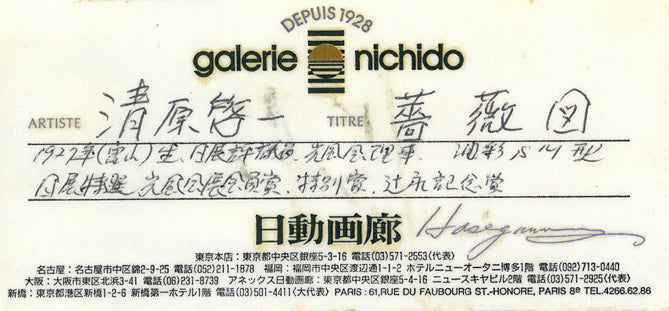 DEPUIS 1928
galerie nichido
ARTISTE 清原啓一 TITRE 薔薇図
1927年(富山)生、日展評議員、光風会理事. 油彩 15M型
日展特選、光風会展会員賞、特別賞、辻永記念賞
日動画廊 Hasegawa
東京本店:東京都中央区銀座5-3-16 電話(03)571-2553〈代表〉
名古屋:名古屋市中区錦2-9-25 電話(052)211-1878 福岡:福岡市中央区渡辺通1-1-2 ホテルニューオータニ博多1階 電話(092)713-0440
大阪:大阪市東区北浜3-41 電話(06)231-8739 アネックス日動画廊:東京都中央区銀座5-4-16 ニュースキヤビル2階 電話(03)571-2925〈代表〉
新橋:東京都港区新橋1-2-6 新橋第一ホテル1階 電話(03)501-4411〈大代表〉 PARIS:61,RUE DU FAUBOURG ST.-HONORE, PARIS 8e TEL.4266.62.86